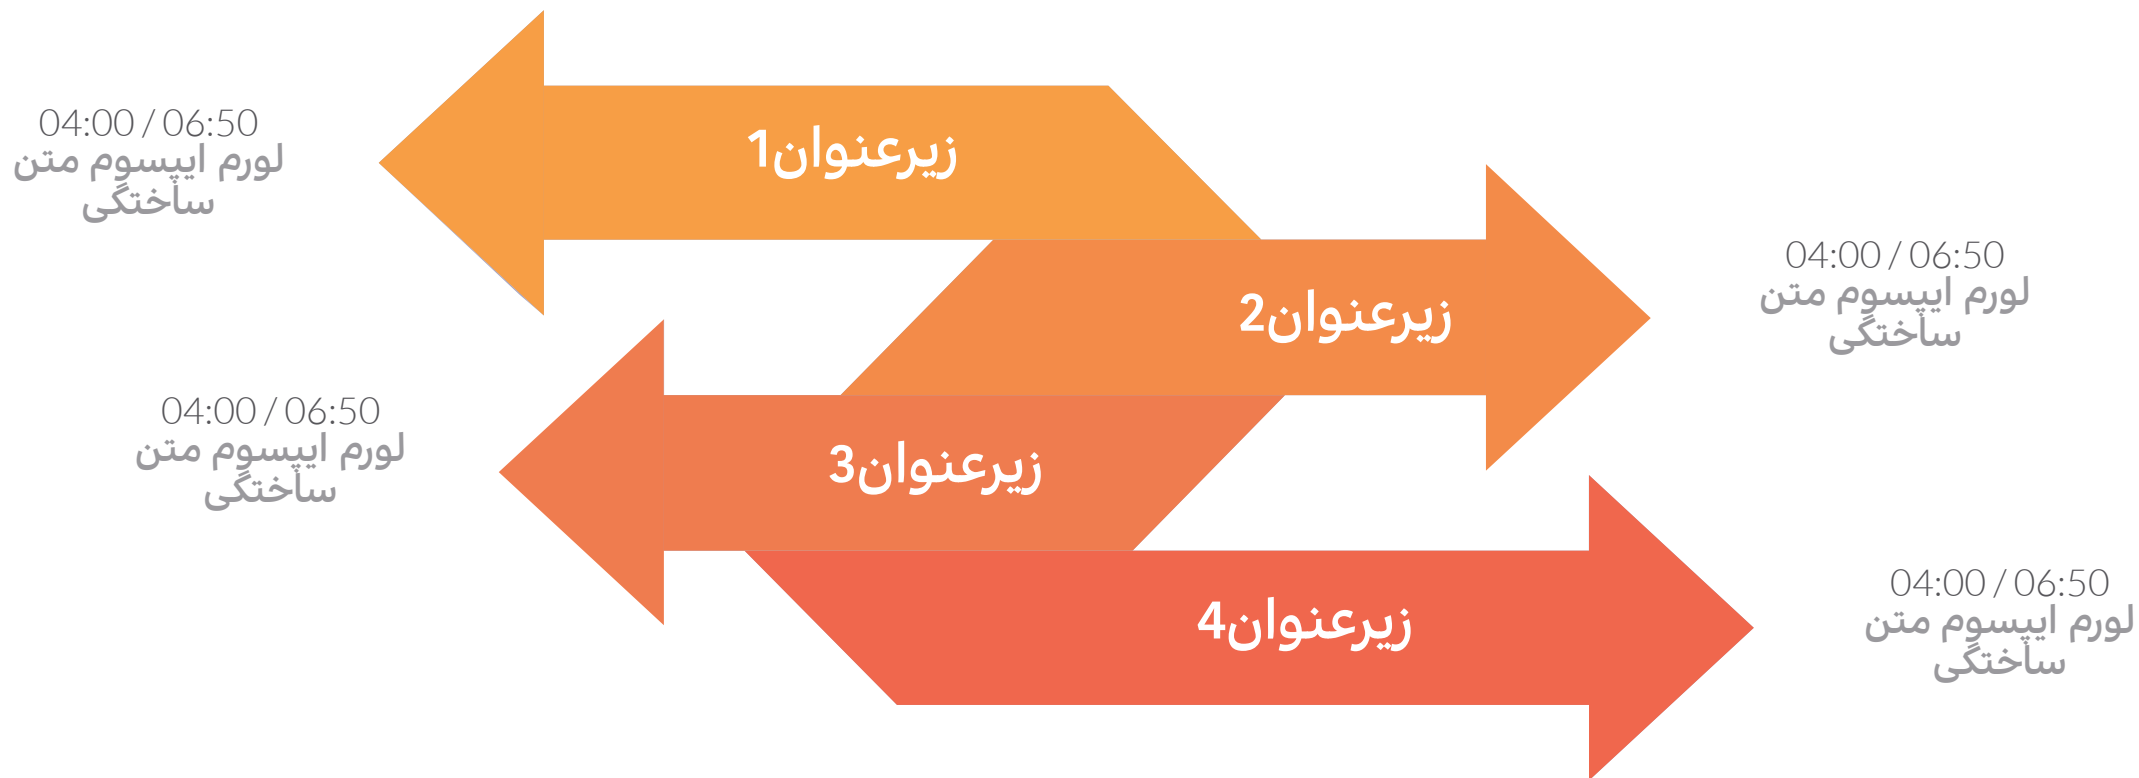 04:00 / 06:50
لورم ایپسوم متن
ساختگی
زیرعنوان1
زیرعنوان2
04:00 / 06:50
لورم ایپسوم متن
ساختگی
04:00 / 06:50
لورم ایپسوم متن
ساختگی
زیرعنوان3
زیرعنوان4
04:00 / 06:50
لورم ایپسوم متن
ساختگی